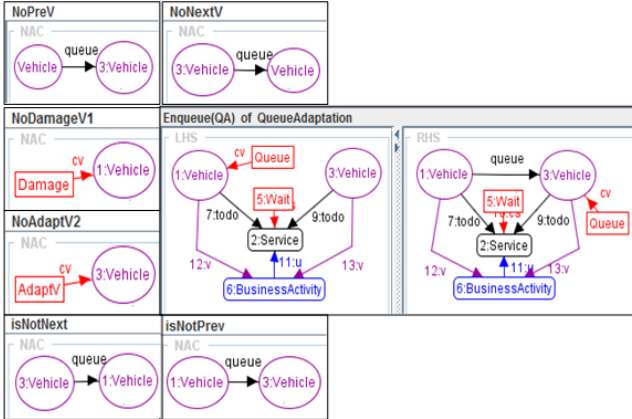 NoPreV
NAC
queue
Vehicle
3:Vehicle
NoNextV
NAC
queue
3:Vehicle
Vehicle
NoDamageV1
NAC
cv
1:Vehicle
Damage
NoAdaptV2
NAC
cv
3:Vehicle
AdaptV
Enqueue(QA) of QueueAdaptation
LHS
cv
Queue
1:Vehicle
3:Vehicle
5:Wait
7:todo
9:todo
2:Service
12:v
11:u
13:v
6:BusinessActivity
RHS
queue
1:Vehicle
3:Vehicle
cv
5:Wait
Queue
7:todo
9:todo
2:Service
12:v
11:u
13:v
6:BusinessActivity
isNotNext
NAC
queue
3:Vehicle
1:Vehicle
isNotPrev
NAC
queue
1:Vehicle
3:Vehicle